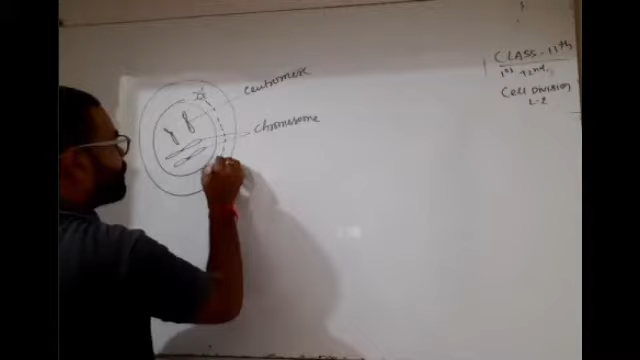 centromere
chromosome
CLASS - 11th
1st + 2nd
Cell DIVISION
L-2